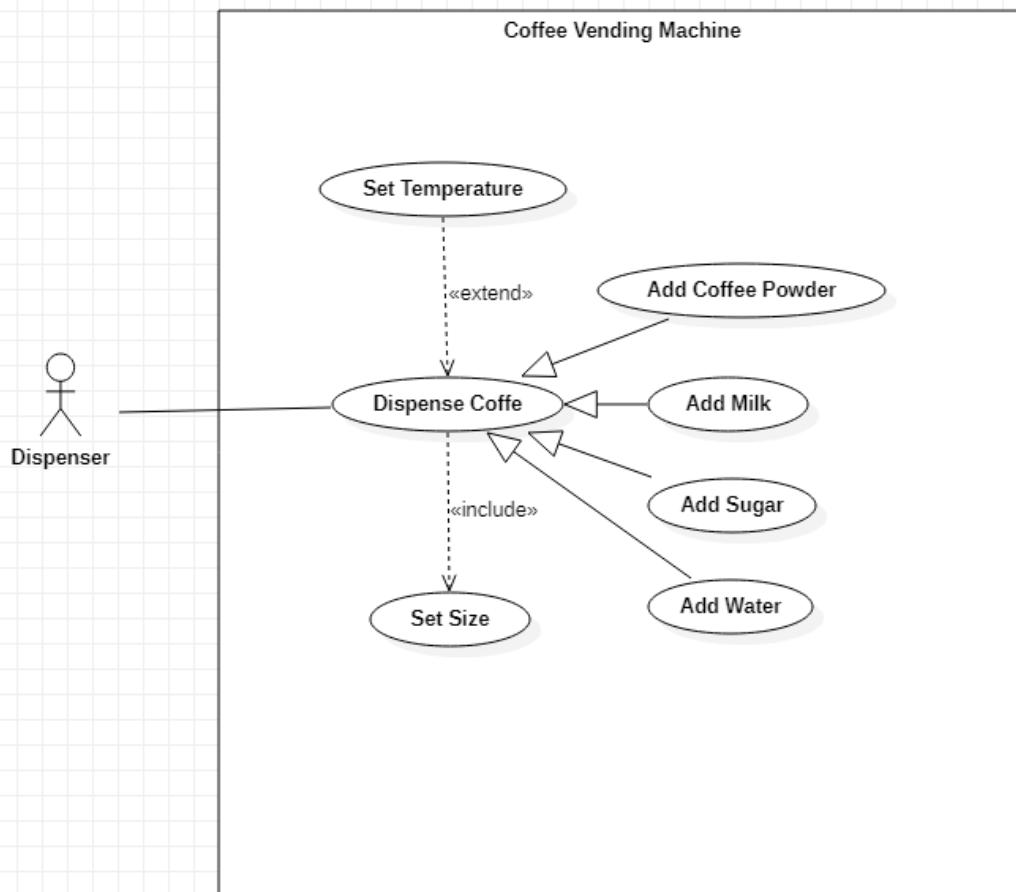 Coffee Vending Machine
Set Temperature
«extend»
Add Coffee Powder
Dispense Coffe
Add Milk
Dispenser
Add Sugar
«include»
Add Water
Set Size